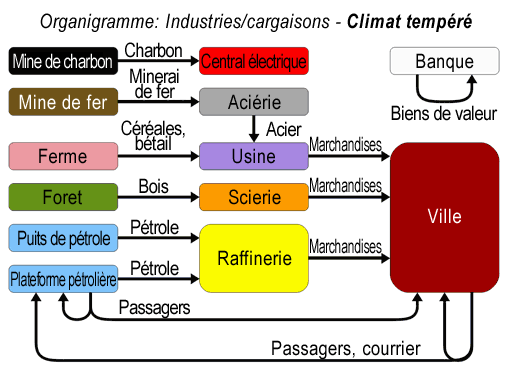 Organigramme: Industries/cargaisons - Climat tempéré
Mine de charbon
Charbon
Central électrique
Banque
Biens de valeur
Mine de fer
Minerai
de fer
Aciérie
Acier
Ferme
Céréales,
bétail
Usine
Marchandises
Foret
Bois
Scierie
Marchandises
Ville
Puits de pétrole
Pétrole
Raffinerie
Marchandises
Plateforme pétrolière
Pétrole
Passagers
Passagers, courrier